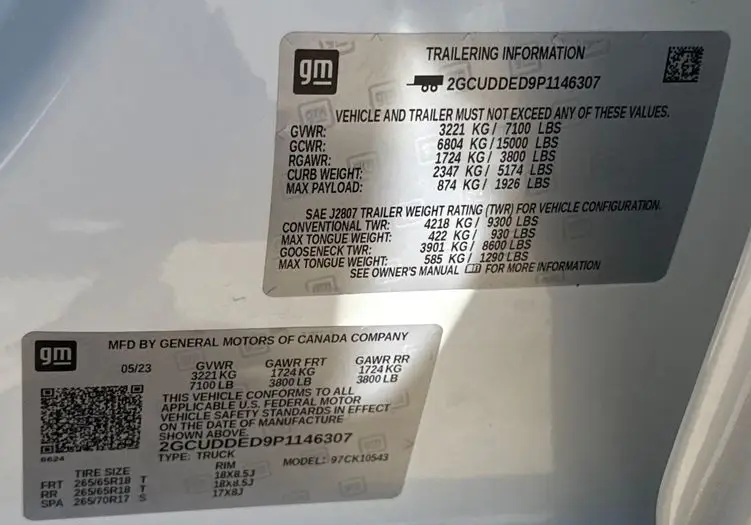 gm
TRAILERING INFORMATION
2GCUDDED9P1146307
VEHICLE AND TRAILER MUST NOT EXCEED ANY OF THESE VALUES.
GVWR: 3221 KG / 7100 LBS
GCWR: 6804 KG / 15000 LBS
RGAWR: 1724 KG / 3800 LBS
CURB WEIGHT: 2347 KG / 5174 LBS
MAX PAYLOAD: 874 KG / 1926 LBS
SAE J2807 TRAILER WEIGHT RATING (TWR) FOR VEHICLE CONFIGURATION.
CONVENTIONAL TWR: 4218 KG / 9300 LBS
MAX TONGUE WEIGHT: 422 KG / 930 LBS
GOOSENECK TWR: 3901 KG / 8600 LBS
MAX TONGUE WEIGHT: 585 KG / 1290 LBS
SEE OWNER'S MANUAL FOR MORE INFORMATION
gm
MFD BY GENERAL MOTORS OF CANADA COMPANY
05/23 GVWR GAWR FRT GAWR RR
3221 KG 1724 KG 1724 KG
7100 LB 3800 LB 3800 LB
THIS VEHICLE CONFORMS TO ALL
APPLICABLE U.S. FEDERAL MOTOR
VEHICLE SAFETY STANDARDS IN EFFECT
ON THE DATE OF MANUFACTURE
SHOWN ABOVE.
2GCUDDED9P1146307
TYPE: TRUCK MODEL: 97CK10543
6624
TIRE SIZE RIM
FRT 265/65R18 T 18X8.5J
RR 265/65R18 T 18X8.5J
SPA 265/70R17 S 17X8J